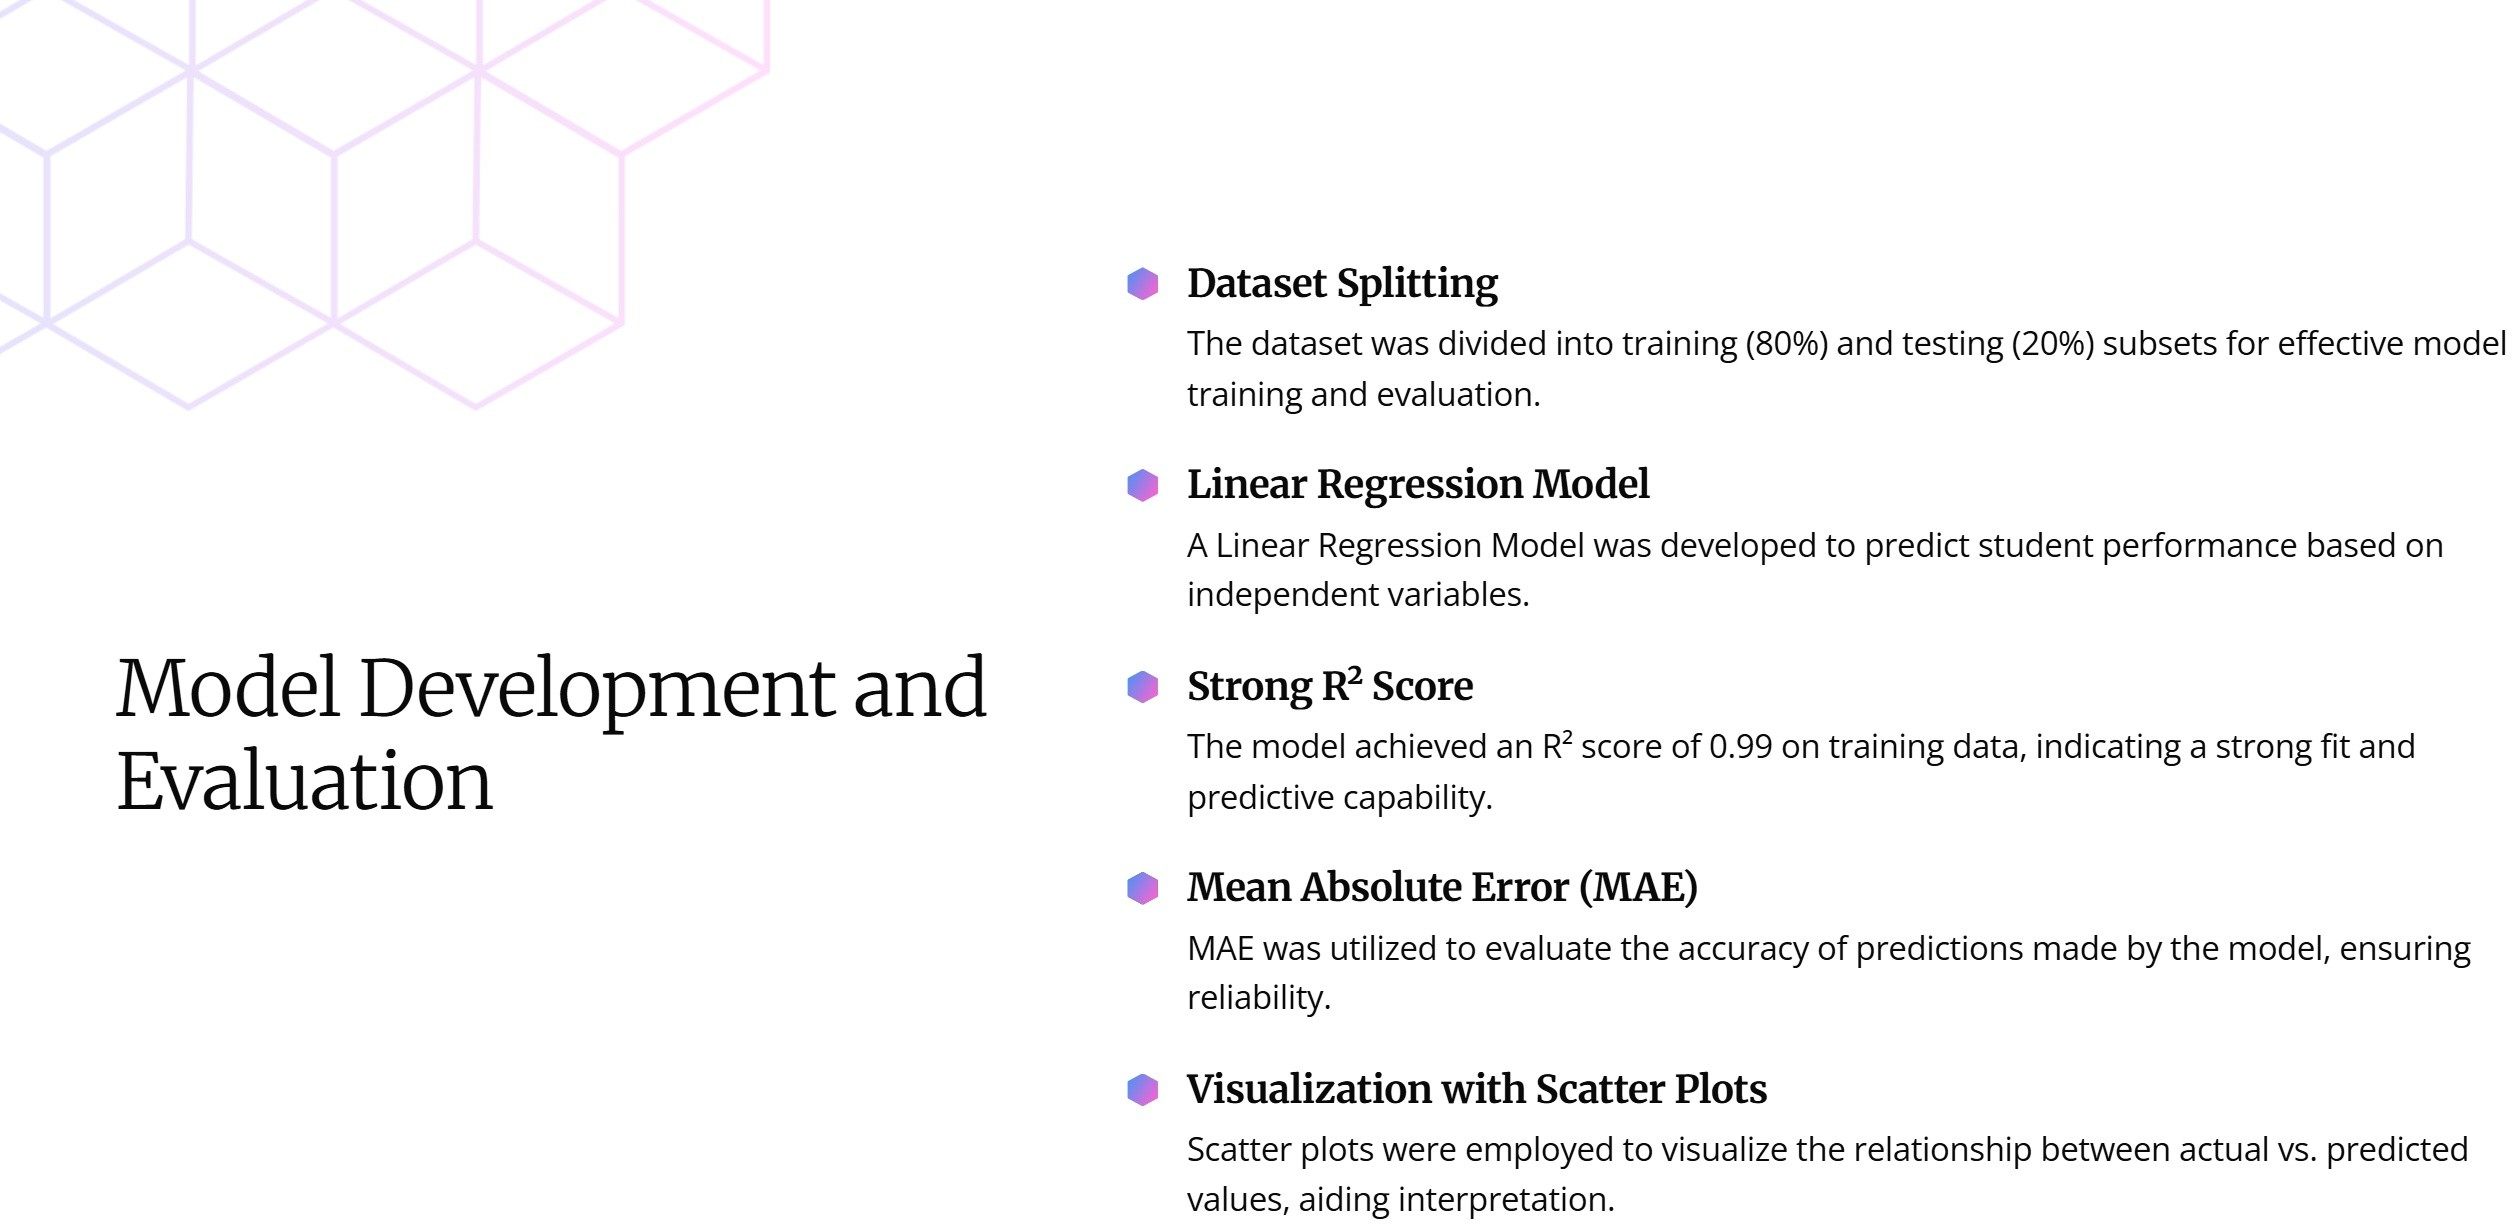 Model Development and
Evaluation
Dataset Splitting
The dataset was divided into training (80%) and testing (20%) subsets for effective model
training and evaluation.
Linear Regression Model
A Linear Regression Model was developed to predict student performance based on
independent variables.
Strong R² Score
The model achieved an R² score of 0.99 on training data, indicating a strong fit and
predictive capability.
Mean Absolute Error (MAE)
MAE was utilized to evaluate the accuracy of predictions made by the model, ensuring
reliability.
Visualization with Scatter Plots
Scatter plots were employed to visualize the relationship between actual vs. predicted
values, aiding interpretation.